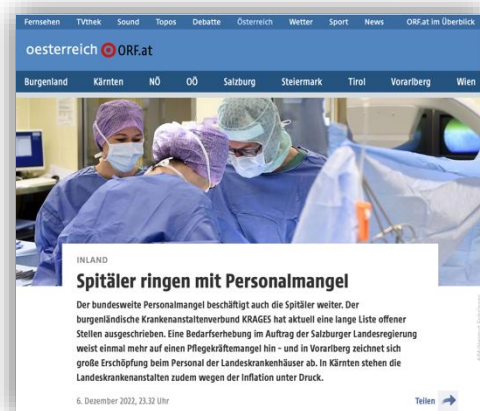 Fernsehen TVthek Sound Topos Debatte Österreich Wetter Sport News ORF.at im Überblick
oesterreich ORF.at
Burgenland Kärnten NÖ OÖ Salzburg Steiermark Tirol Vorarlberg Wien
INLAND
Spitäler ringen mit Personalmangel
Der bundesweite Personalmangel beschäftigt auch die Spitäler weiter. Der
burgenländische Krankenanstaltenverbund KRAGES hat aktuell eine lange Liste offener
Stellen ausgeschrieben. Eine Bedarfserhebung im Auftrag der Salzburger Landesregierung
weist einmal mehr auf einen Pflegekräftemangel hin – und in Vorarlberg zeichnet sich
große Erschöpfung beim Personal der Landeskrankenhäuser ab. In Kärnten stehen die
Landeskrankenanstalten zudem wegen der Inflation unter Druck.
6. Dezember 2022, 23.32 Uhr
Teilen